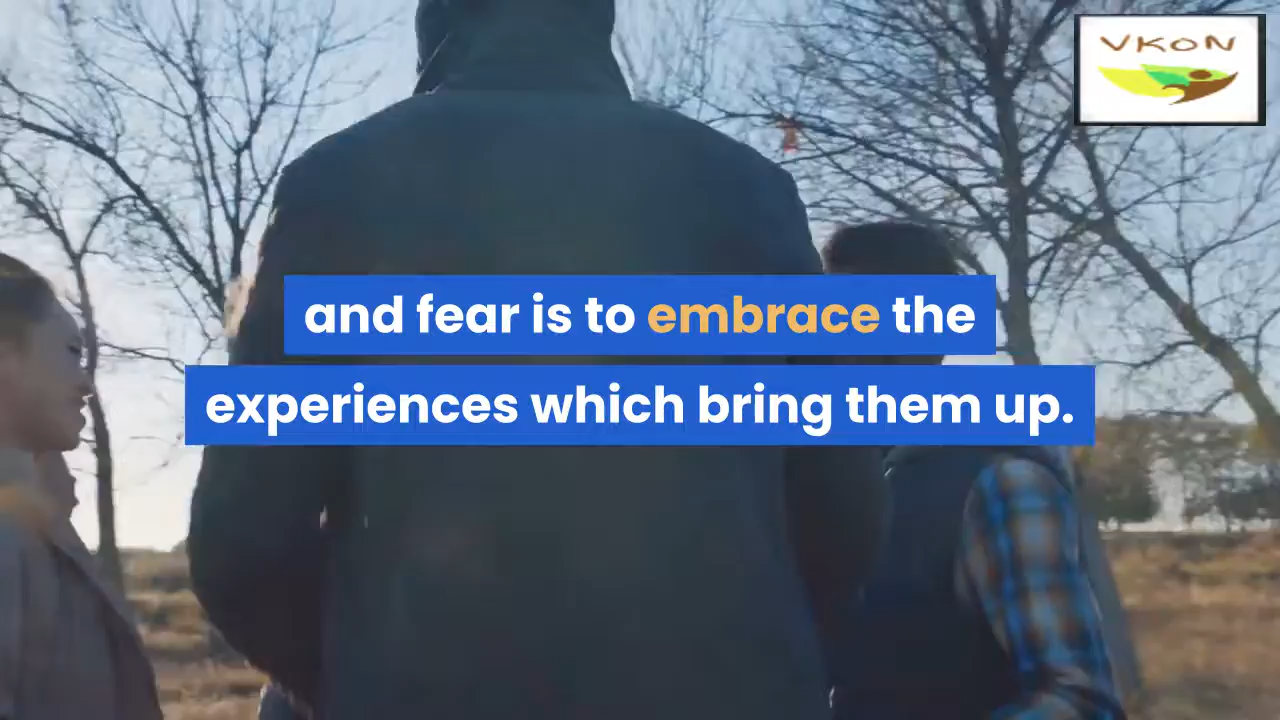 VKON
and fear is to embrace the
experiences which bring them up.